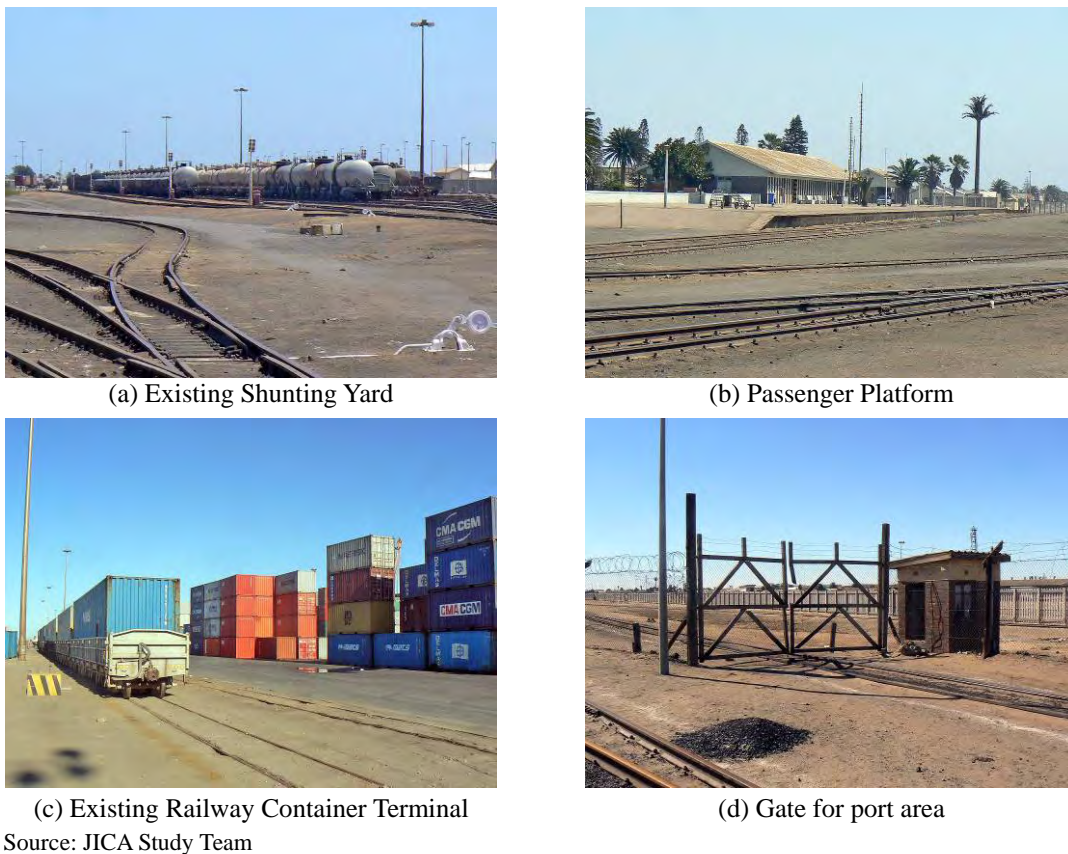 (a) Existing Shunting Yard
(b) Passenger Platform
CMA CGM
CMA CGM
(c) Existing Railway Container Terminal
(d) Gate for port area
Source: JICA Study Team